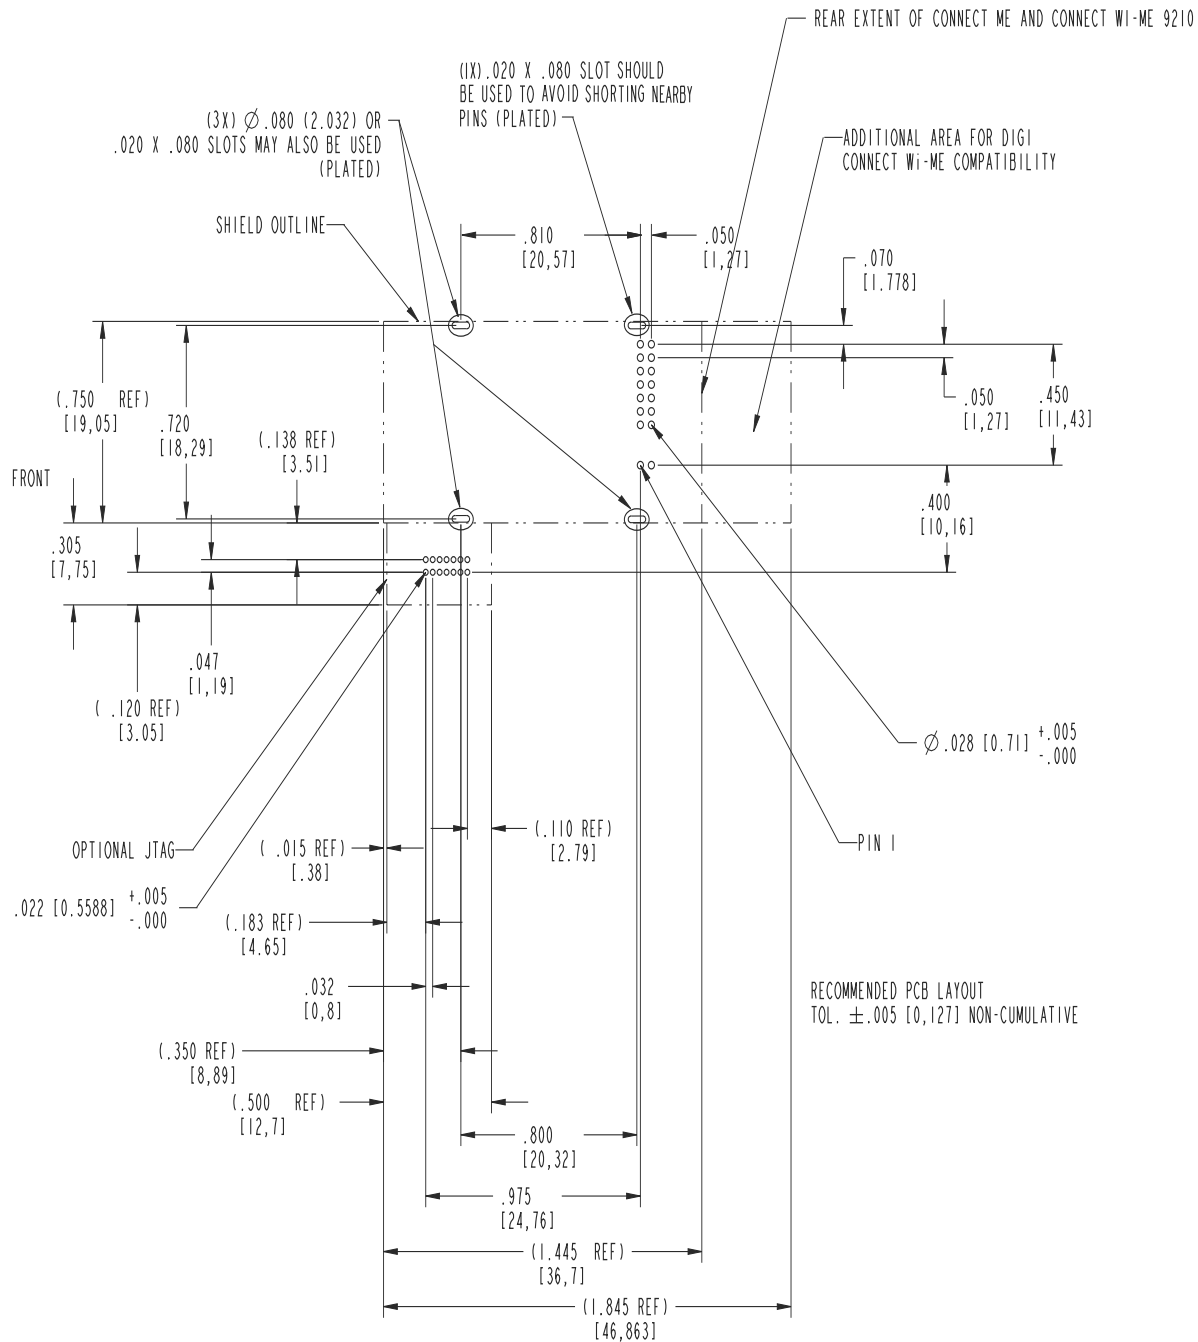 REAR EXTENT OF CONNECT ME AND CONNECT WI-ME 9210
(1X).020 X .080 SLOT SHOULD
BE USED TO AVOID SHORTING NEARBY
PINS (PLATED)
(3X) Ø .080 (2.032) OR
.020 X .080 SLOTS MAY ALSO BE USED
(PLATED)
ADDITIONAL AREA FOR DIGI
CONNECT Wi-ME COMPATIBILITY
SHIELD OUTLINE
.810
[20,57]
.050
[1,27]
.070
[1.778]
(.750 REF)
[19,05]
.720
[18,29]
(.138 REF)
[3.51]
.050
[1,27]
.450
[11,43]
FRONT
.400
[10,16]
.305
[7,75]
.047
[1,19]
( .120 REF)
[3.05]
Ø .028 [0.71] +.005
-.000
OPTIONAL JTAG
( .015 REF)
[.38]
(.110 REF)
[2.79]
PIN 1
.022 [0.5588] +.005
-.000
(.183 REF)
[4.65]
.032
[0,8]
RECOMMENDED PCB LAYOUT
TOL. ±.005 [0,127] NON-CUMULATIVE
(.350 REF)
[8,89]
(.500 REF)
[12,7]
.800
[20,32]
.975
[24,76]
(1.445 REF)
[36,7]
(1.845 REF)
[46,863]